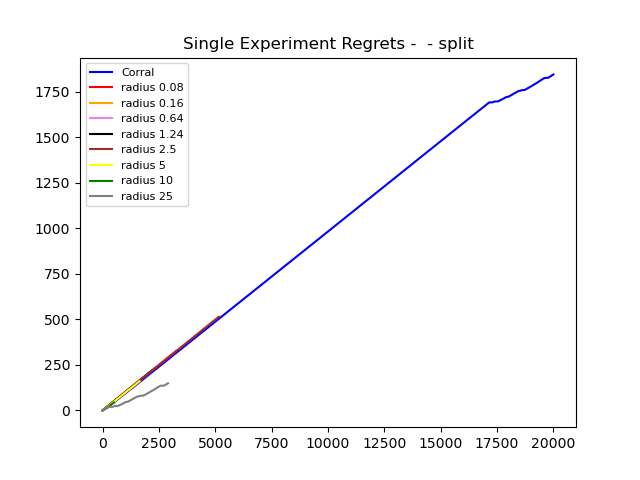 Single Experiment Regrets -  - split
Corral
radius 0.08
radius 0.16
radius 0.64
radius 1.24
radius 2.5
radius 5
radius 10
radius 25
1750
1500
1250
1000
750
500
250
0
0 2500 5000 7500 10000 12500 15000 17500 20000